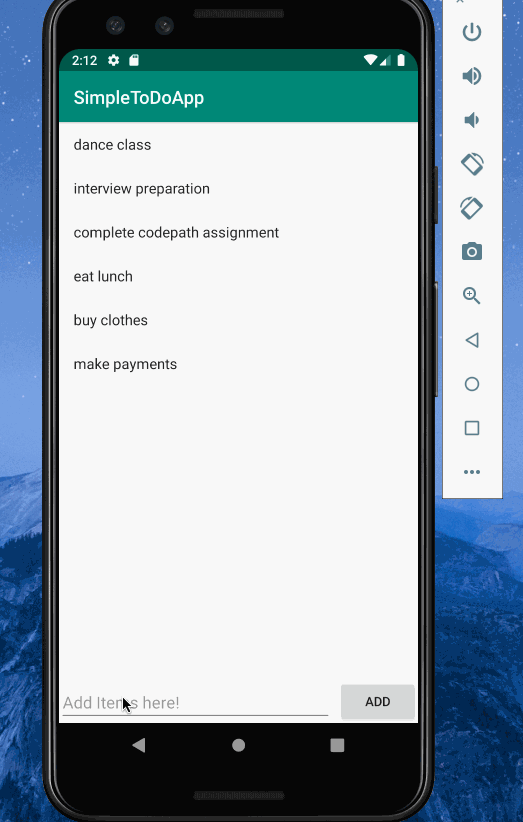 2:12
SimpleToDoApp
dance class
interview preparation
complete codepath assignment
eat lunch
buy clothes
make payments
Add Items here!
ADD